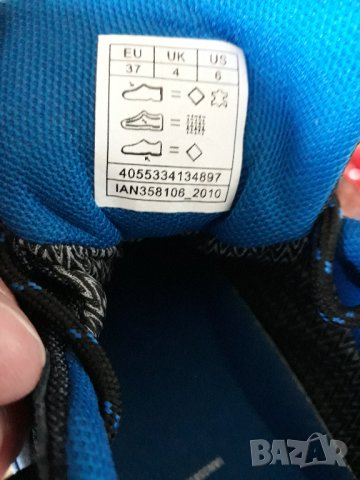 EU UK US
37 4 6
4055334134897
IAN358106_2010
BAZAR